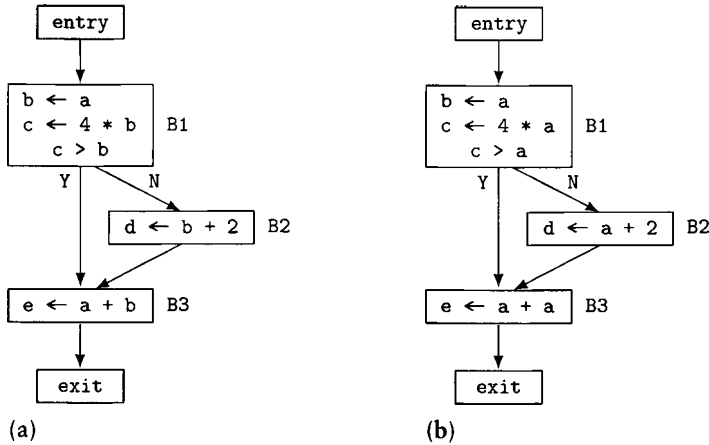 entry
b ← a
c ← 4 * b
c > b
B1
Y
N
d ← b + 2
B2
e ← a + b
B3
exit
(a)
entry
b ← a
c ← 4 * a
c > a
B1
Y
N
d ← a + 2
B2
e ← a + a
B3
exit
(b)